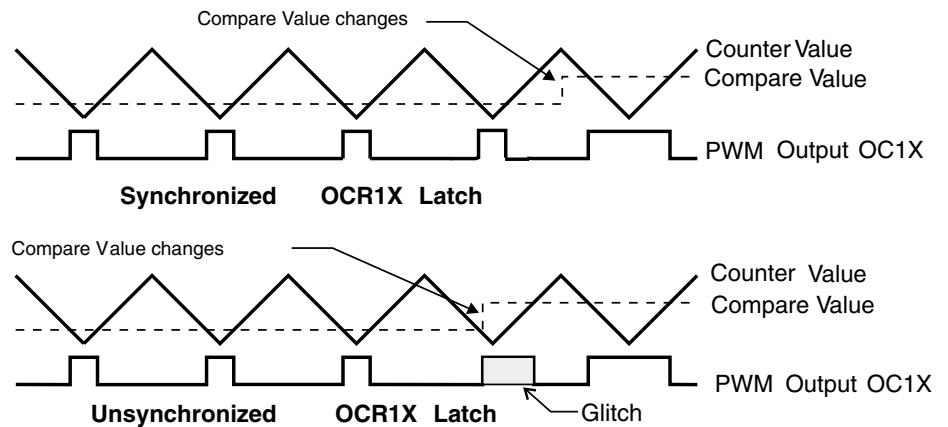 Compare Value changes
Counter Value
Compare Value
PWM Output OC1X
Synchronized OCR1X Latch
Compare Value changes
Counter Value
Compare Value
PWM Output OC1X
Unsynchronized OCR1X Latch
Glitch